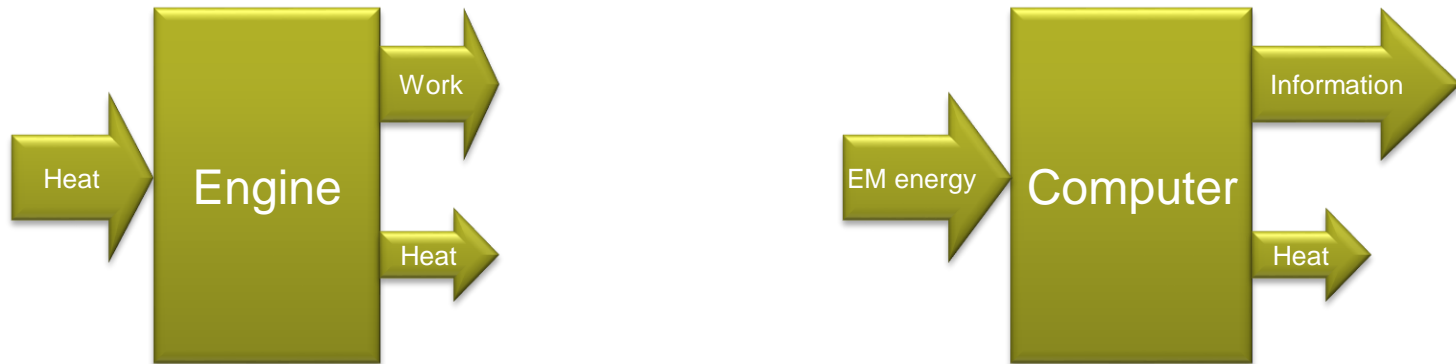 Heat
Engine
Work
Heat
EM energy
Computer
Information
Heat